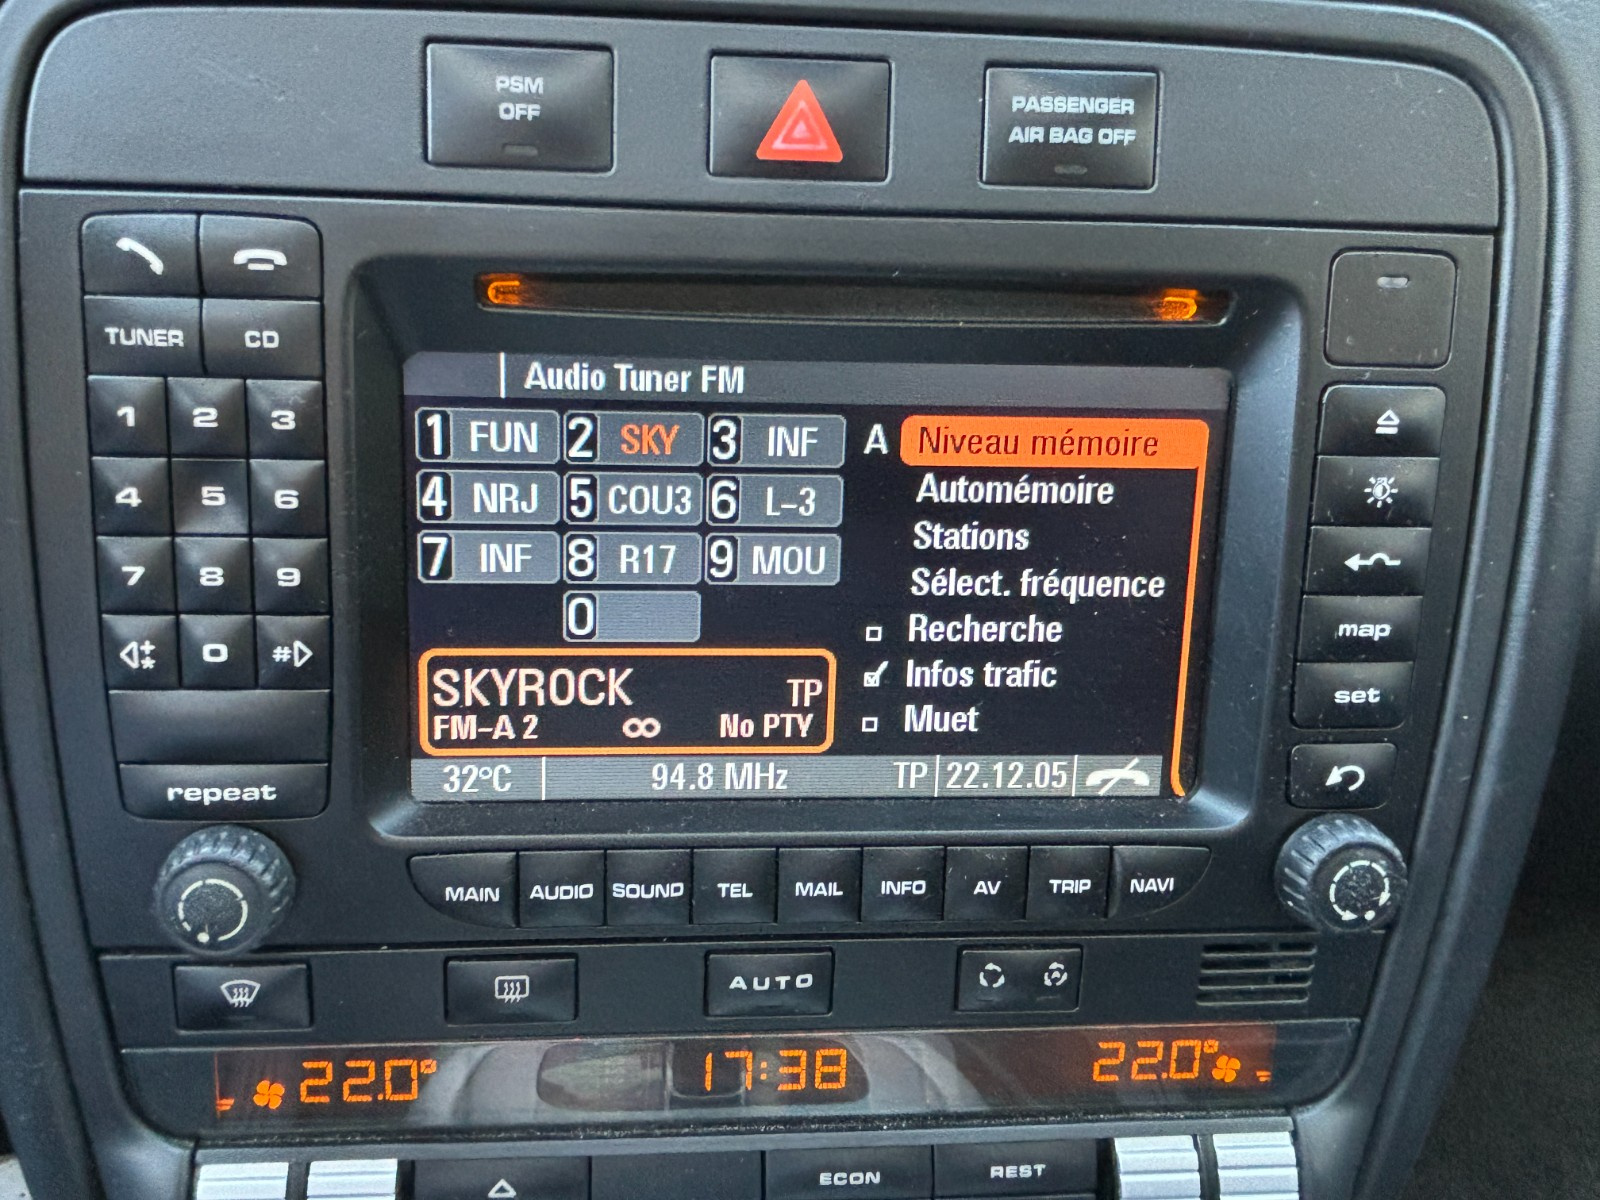 PSM
OFF
PASSENGER
AIR BAG OFF
TUNER
CD
1 2 3
4 5 6
7 8 9
* 0 #
repeat
Audio Tuner FM
1 FUN 2 SKY 3 INF
4 NRJ 5 COU3 6 L-3
7 INF 8 R17 9 MOU
0
A Niveau mémoire
Automémoire
Stations
Sélect. fréquence
Recherche
Infos trafic
Muet
SKYROCK TP
FM-A 2 ∞ No PTY
32°C 94.8 MHz TP 22.12.05
map
set
MAIN AUDIO SOUND TEL MAIL INFO AV TRIP NAVI
AUTO
A
22.0° 17:38 22.0°
ECON REST